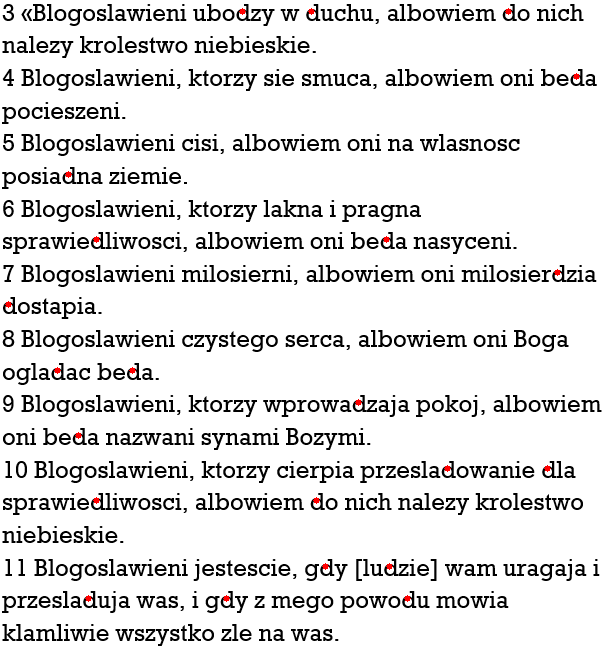 3 «Blogoslawieni ubodzy w duchu, albowiem do nich
nalezy krolestwo niebieskie.
4 Blogoslawieni, ktorzy sie smuca, albowiem oni beda
pocieszeni.
5 Blogoslawieni cisi, albowiem oni na wlasnosc
posiadna ziemie.
6 Blogoslawieni, ktorzy lakna i pragna
sprawiedliwosci, albowiem oni beda nasyceni.
7 Blogoslawieni milosierni, albowiem oni milosierdzia
dostapia.
8 Blogoslawieni czystego serca, albowiem oni Boga
ogladac beda.
9 Blogoslawieni, ktorzy wprowadzaja pokoj, albowiem
oni beda nazwani synami Bozymi.
10 Blogoslawieni, ktorzy cierpia przesladowanie dla
sprawiedliwosci, albowiem do nich nalezy krolestwo
niebieskie.
11 Blogoslawieni jestescie, gdy [ludzie] wam uragaja i
przesladuja was, i gdy z mego powodu mowia
klamliwie wszystko zle na was.